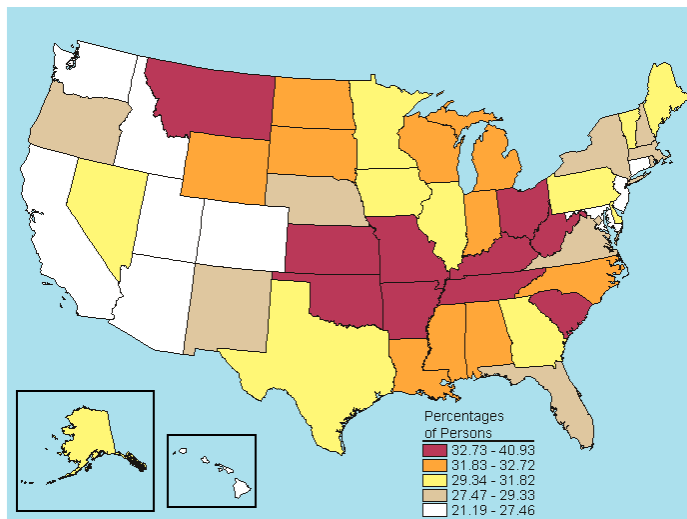 Percentages
of Persons
32.73 - 40.93
31.83 - 32.72
29.34 - 31.82
27.47 - 29.33
21.19 - 27.46